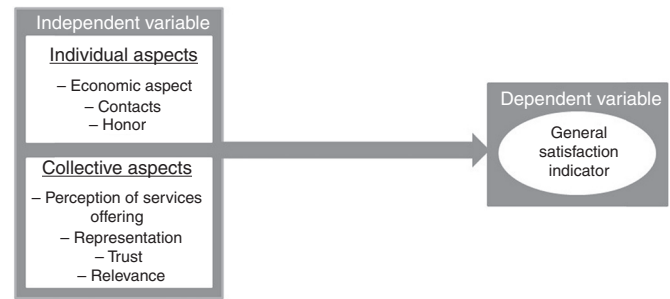 Independent variable
Individual aspects
– Economic aspect
– Contacts
– Honor
Collective aspects
– Perception of services
offering
– Representation
– Trust
– Relevance
Dependent variable
General
satisfaction
indicator